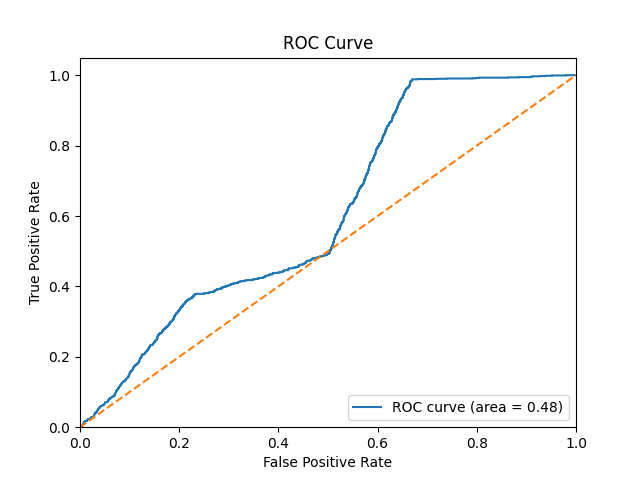 ROC Curve
True Positive Rate
1.0
0.8
0.6
0.4
0.2
0.0
0.0 0.2 0.4 0.6 0.8 1.0
False Positive Rate
ROC curve (area = 0.48)